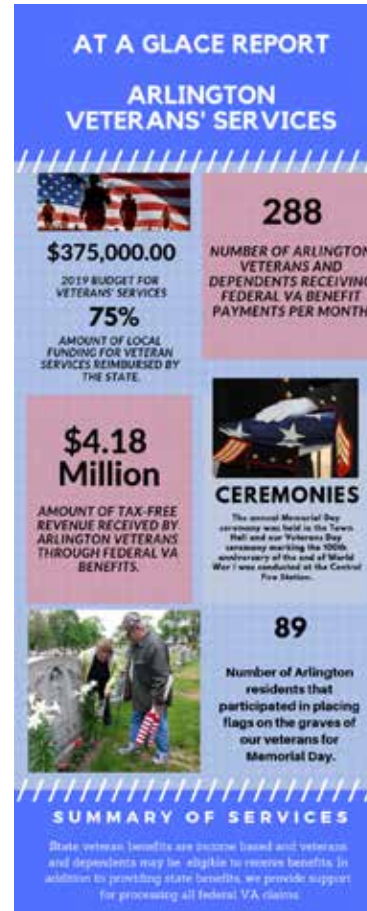 AT A GLACE REPORT
ARLINGTON
VETERANS' SERVICES
$375,000.00
2019 BUDGET FOR
VETERANS' SERVICES
75%
AMOUNT OF LOCAL
FUNDING FOR VETERAN
SERVICES REIMBURSED BY
THE STATE.
288
NUMBER OF ARLINGTON
VETERANS AND
DEPENDENTS RECEIVING
FEDERAL VA BENEFIT
PAYMENTS PER MONTH
$4.18
Million
AMOUNT OF TAX-FREE
REVENUE RECEIVED BY
ARLINGTON VETERANS
THROUGH FEDERAL VA
BENEFITS.
CEREMONIES
The annual Memorial Day
ceremony was held in the Town
Hall and our Veterans Day
ceremony marking the 100th
anniversary of the end of World
War I was conducted at the Central
Fire Station.
89
Number of Arlington
residents that
participated in placing
flags on the graves of
our veterans for
Memorial Day.
SUMMARY OF SERVICES
State veteran benefits are income based and veterans
and dependents may be eligible to receive benefits. In
addition to providing state benefits, we provide support
for processing all federal VA claims.